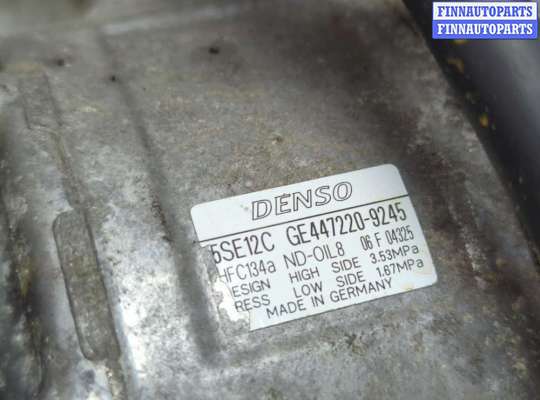 FINNAUTOPARTS
FINNAUTOPARTS
DENSO
5SE12C GE447220-9245
HFC134a ND-OIL8 06 F 04325
ESIGN HIGH SIDE 3.53MPa
RESS LOW SIDE 1.67MPa
MADE IN GERMANY